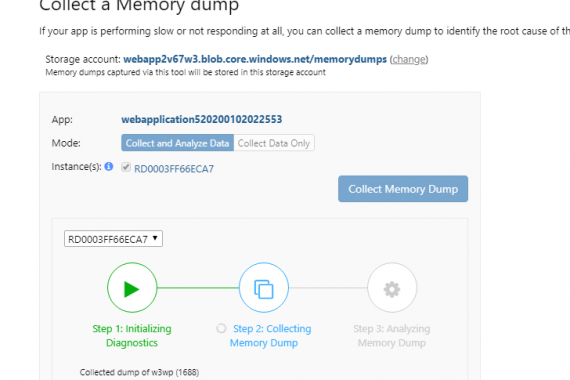 Collect a Memory dump
If your app is performing slow or not responding at all, you can collect a memory dump to identify the root cause of
Storage account: webapp2v67w3.blob.core.windows.net/memorydumps (change)
Memory dumps captured via this tool will be stored in this storage account
App: webapplication520200102022553
Mode: Collect and Analyze Data Collect Data Only
Instance(s): RD0003FF66ECA7
Collect Memory Dump
RD0003FF66ECA7
Step 1: Initializing
Diagnostics
Step 2: Collecting
Memory Dump
Step 3: Analyzing
Memory Dump
Collected dump of w3wp (1688)